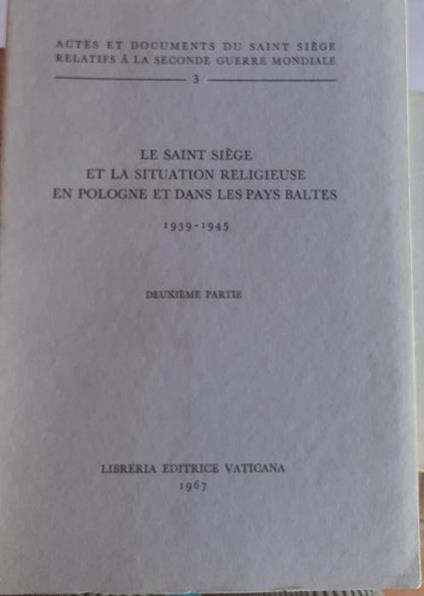 ACTES ET DOCUMENTS DU SAINT SIÈGE
RELATIFS À LA SECONDE GUERRE MONDIALE
3
LE SAINT SIÈGE
ET LA SITUATION RELIGIEUSE
EN POLOGNE ET DANS LES PAYS BALTES
1939-1945
DEUXIÈME PARTIE
LIBRERIA EDITRICE VATICANA
1967